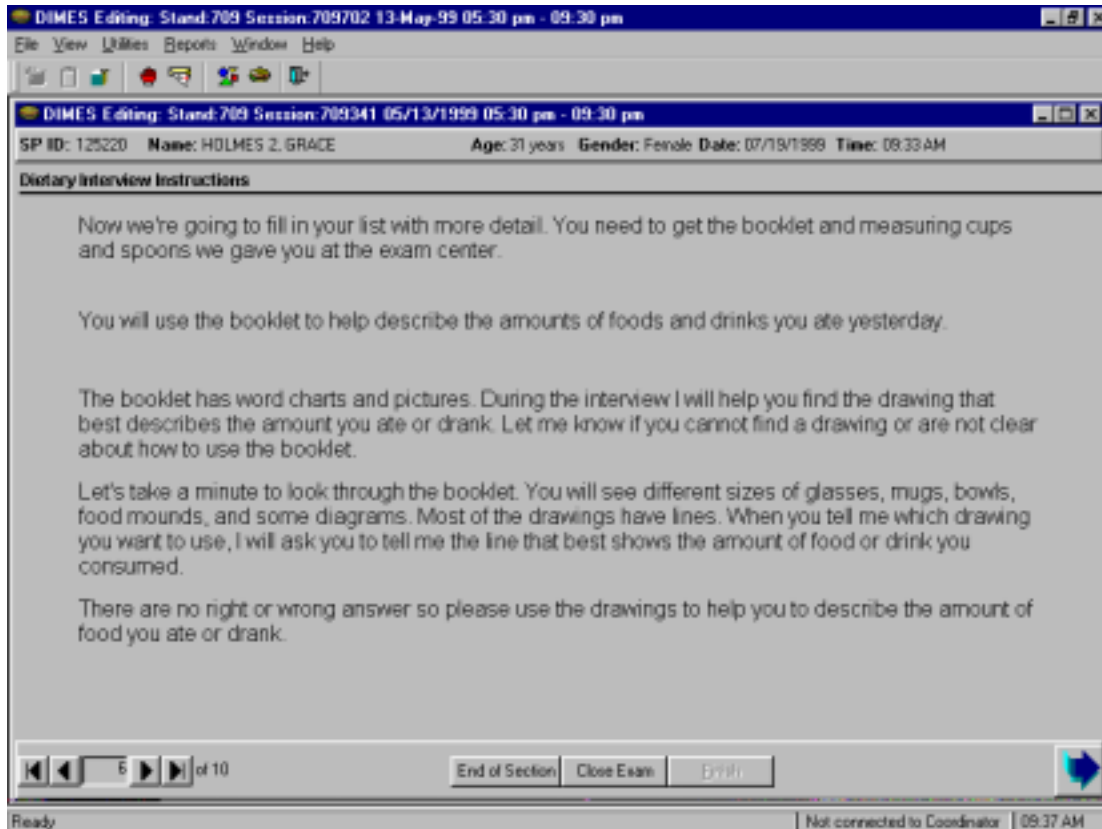 DIMES Editing: Stand:709 Session:709702 13-May-99 05:30 pm - 09:30 pm
File View Utilities Reports Window Help
DIMES Editing: Stand:709 Session:709341 05/13/1999 05:30 pm - 09:30 pm
SP ID: 125220 Name: HOLMES 2, GRACE Age: 31 years Gender: Female Date: 07/19/1999 Time: 09:33 AM
Dietary Interview Instructions
Now we're going to fill in your list with more detail. You need to get the booklet and measuring cups
and spoons we gave you at the exam center.
You will use the booklet to help describe the amounts of foods and drinks you ate yesterday.
The booklet has word charts and pictures. During the interview I will help you find the drawing that
best describes the amount you ate or drank. Let me know if you cannot find a drawing or are not clear
about how to use the booklet.
Let's take a minute to look through the booklet. You will see different sizes of glasses, mugs, bowls,
food mounds, and some diagrams. Most of the drawings have lines. When you tell me which drawing
you want to use, I will ask you to tell me the line that best shows the amount of food or drink you
consumed.
There are no right or wrong answer so please use the drawings to help you to describe the amount of
food you ate or drank.
6 of 10 End of Section Close Exam Finish
Ready Not connected to Coordinator 09:37 AM